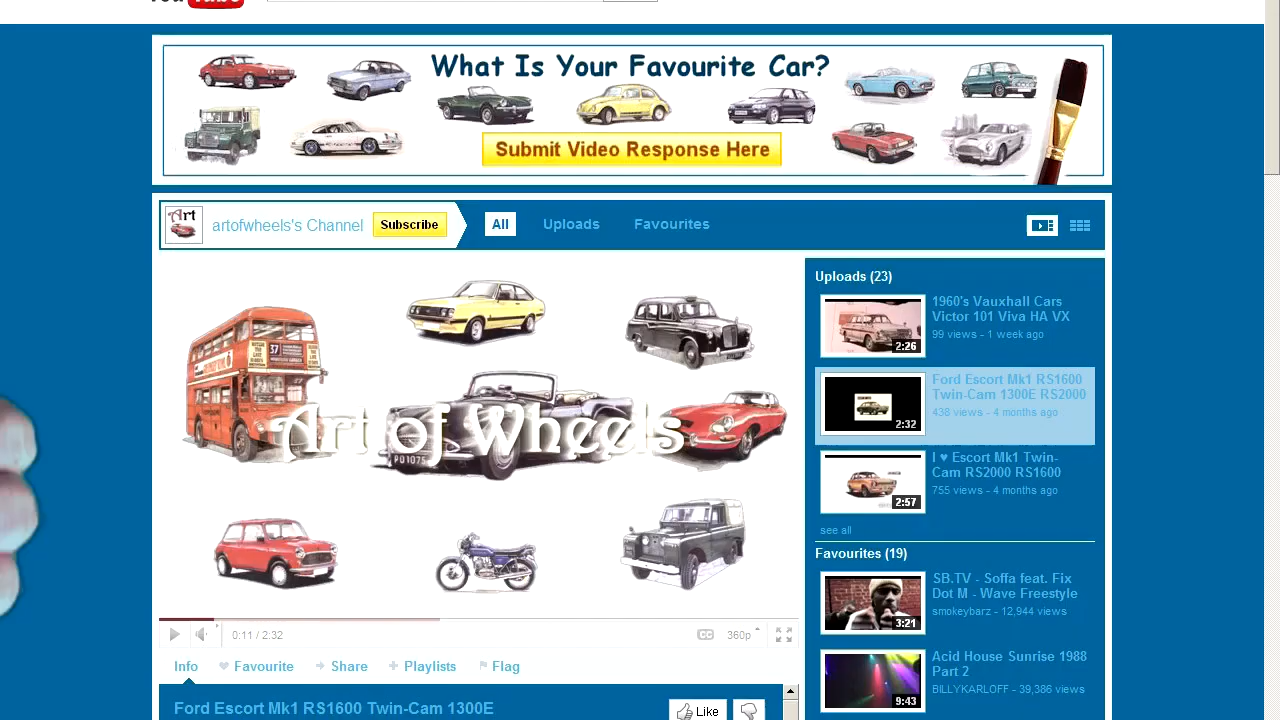 What Is Your Favourite Car?
Submit Video Response Here
Art
artofwheels's Channel
Subscribe
All
Uploads
Favourites
Art of Wheels
37
Uploads (23)
1960's Vauxhall Cars
Victor 101 Viva HA VX
99 views - 1 week ago
2:26
Ford Escort Mk1 RS1600
Twin-Cam 1300E RS2000
438 views - 4 months ago
2:32
I ♥ Escort Mk1 Twin-
Cam RS2000 RS1600
755 views - 4 months ago
2:57
see all
Favourites (19)
SB.TV - Soffa feat. Fix
Dot M - Wave Freestyle
smokeybarz - 12,944 views
3:21
Acid House Sunrise 1988
Part 2
BILLYKARLOFF - 39,386 views
9:43
0:11 / 2:32
CC
360p
Info
Favourite
Share
Playlists
Flag
Ford Escort Mk1 RS1600 Twin-Cam 1300E
Like